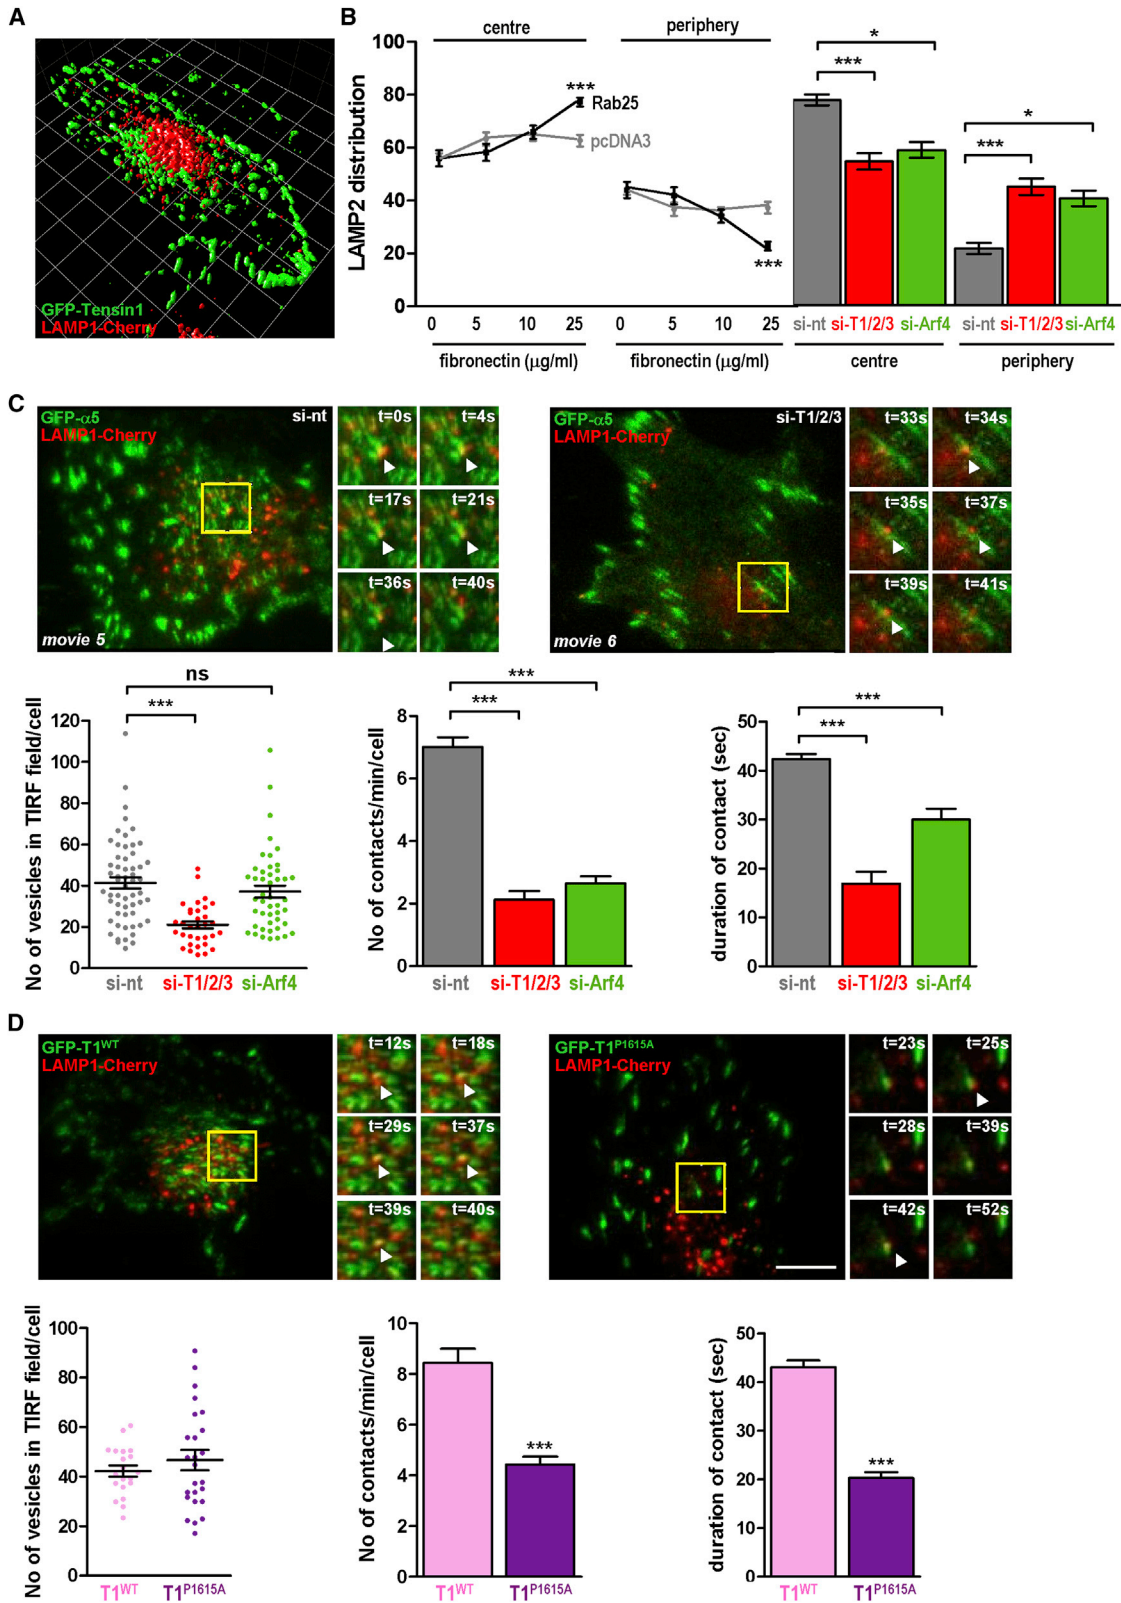 A
GFP-Tensin1
LAMP1-Cherry
B
centre
periphery
LAMP2 distribution
100
80
60
40
20
0
***
Rab25
pcDNA3
***
0 5 10 25
fibronectin (µg/ml)
0 5 10 25
fibronectin (µg/ml)
*
***
*
***
si-nt si-T1/2/3 si-Arf4
centre
si-nt si-T1/2/3 si-Arf4
periphery
C
GFP-α5
LAMP1-Cherry
si-nt
movie 5
t=0s t=4s
t=17s t=21s
t=36s t=40s
GFP-α5
LAMP1-Cherry
si-T1/2/3
movie 6
t=33s t=34s
t=35s t=37s
t=39s t=41s
No of vesicles in TIRF field/cell
120
100
80
60
40
20
0
ns
***
si-nt si-T1/2/3 si-Arf4
No of contacts/min/cell
8
6
4
2
0
***
***
si-nt si-T1/2/3 si-Arf4
duration of contact (sec)
50
40
30
20
10
0
***
***
si-nt si-T1/2/3 si-Arf4
D
GFP-T1WT
LAMP1-Cherry
t=12s t=18s
t=29s t=37s
t=39s t=40s
GFP-T1P1615A
LAMP1-Cherry
t=23s t=25s
t=28s t=39s
t=42s t=52s
No of vesicles in TIRF field/cell
100
80
60
40
20
0
T1WT T1P1615A
No of contacts/min/cell
10
8
6
4
2
0
***
T1WT T1P1615A
duration of contact (sec)
50
40
30
20
10
0
***
T1WT T1P1615A